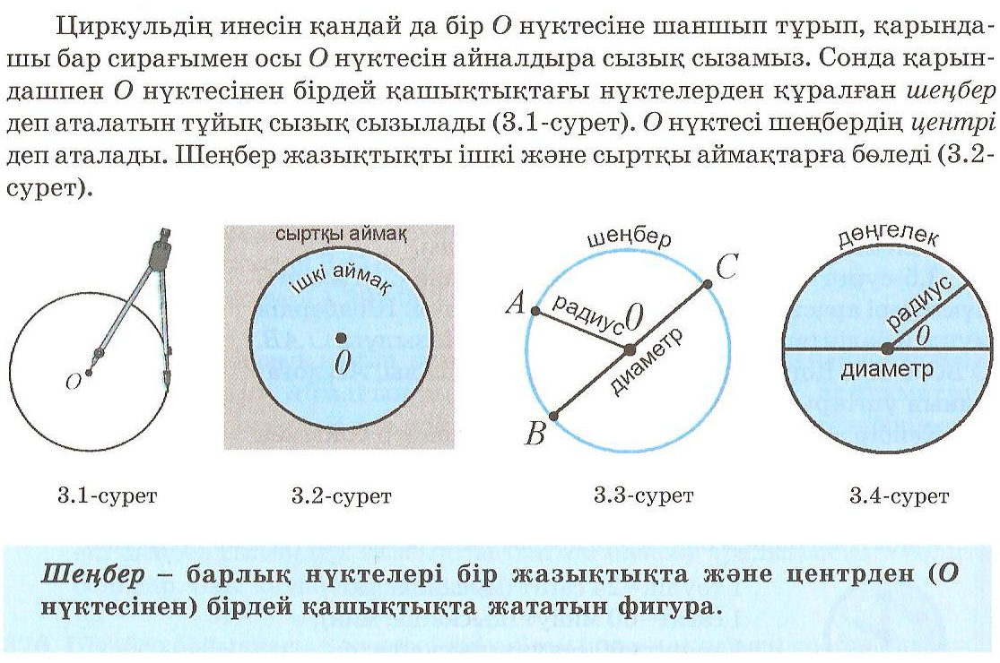 Циркульдің инесін қандай да бір О нүктесіне шаншып тұрып, қарында-
шы бар сирағымен осы О нүктесін айналдыра сызық сызамыз. Сонда қарын-
дашпен О нүктесінен бірдей қашықтықтағы нүктелерден құралған шеңбер
деп аталатын тұйық сызық сызылады (3.1-сурет). О нүктесі шеңбердің центрі
деп аталады. Шеңбер жазықтықты ішкі және сыртқы аймақтарға бөледі (3.2-
сурет).
О
сыртқы аймақ
ішкі аймақ
О
шеңбер
A
радиус
О
C
диаметр
B
дөңгелек
радиус
О
диаметр
3.1-сурет
3.2-сурет
3.3-сурет
3.4-сурет
Шеңбер – барлық нүктелері бір жазықтықта және центрден (О
нүктесінен) бірдей қашықтықта жататын фигура.